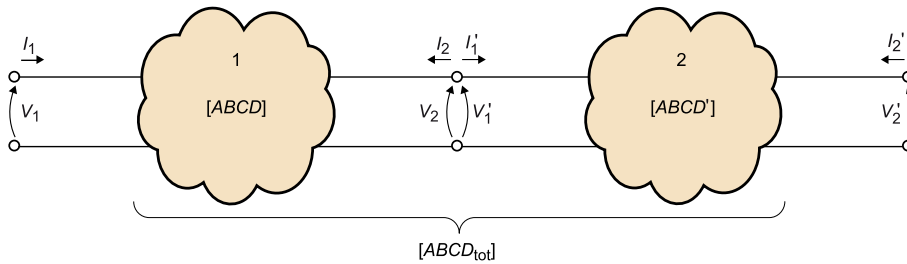 I1 I2 I1' I2'
1 2
V1 [ABCD] V2 V1' [ABCD'] V2'
[ABCDtot]